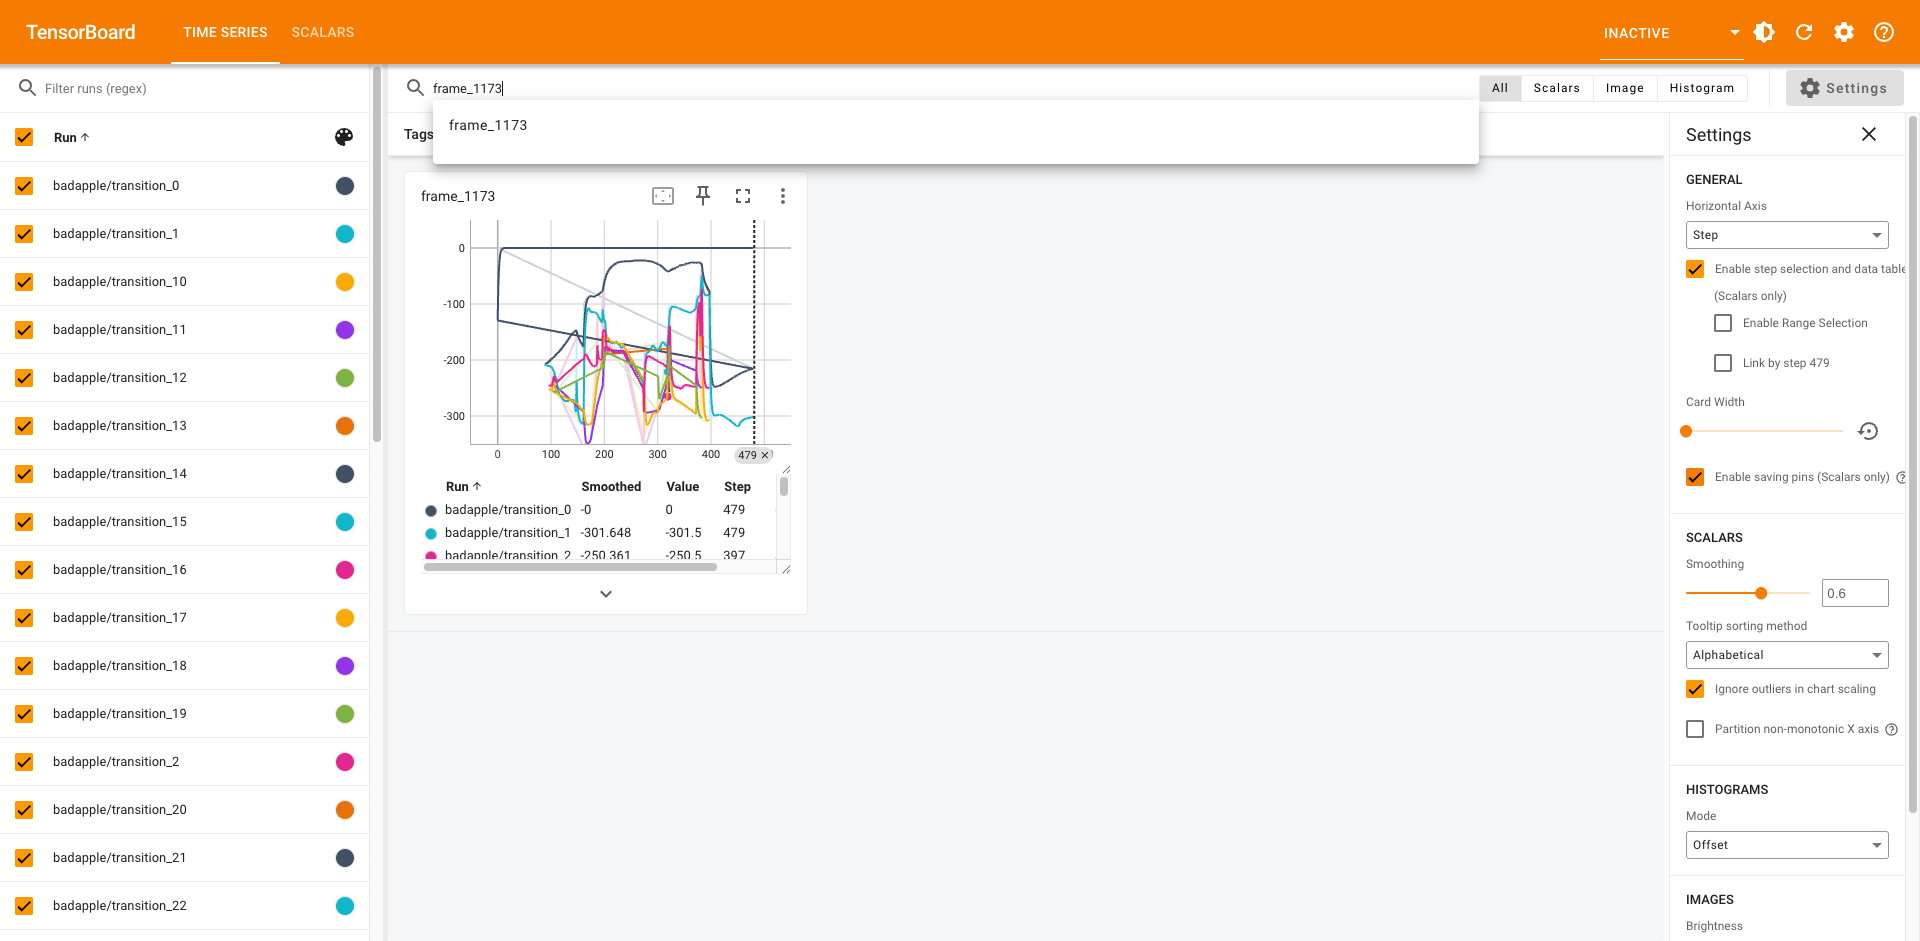 TensorBoard
TIME SERIES
SCALARS
INACTIVE
Filter runs (regex)
Run
badapple/transition_0
badapple/transition_1
badapple/transition_10
badapple/transition_11
badapple/transition_12
badapple/transition_13
badapple/transition_14
badapple/transition_15
badapple/transition_16
badapple/transition_17
badapple/transition_18
badapple/transition_19
badapple/transition_2
badapple/transition_20
badapple/transition_21
badapple/transition_22
frame_1173
All Scalars Image Histogram
Settings
Tags
frame_1173
frame_1173
0
-100
-200
-300
0 100 200 300 400 479
Run Smoothed Value Step
badapple/transition_0 -0 0 479
badapple/transition_1 -301.648 -301.5 479
badapple/transition_2 -250.361 -250.5 397
Settings
GENERAL
Horizontal Axis
Step
Enable step selection and data table
(Scalars only)
Enable Range Selection
Link by step 479
Card Width
Enable saving pins (Scalars only)
SCALARS
Smoothing
0.6
Tooltip sorting method
Alphabetical
Ignore outliers in chart scaling
Partition non-monotonic X axis
HISTOGRAMS
Mode
Offset
IMAGES
Brightness